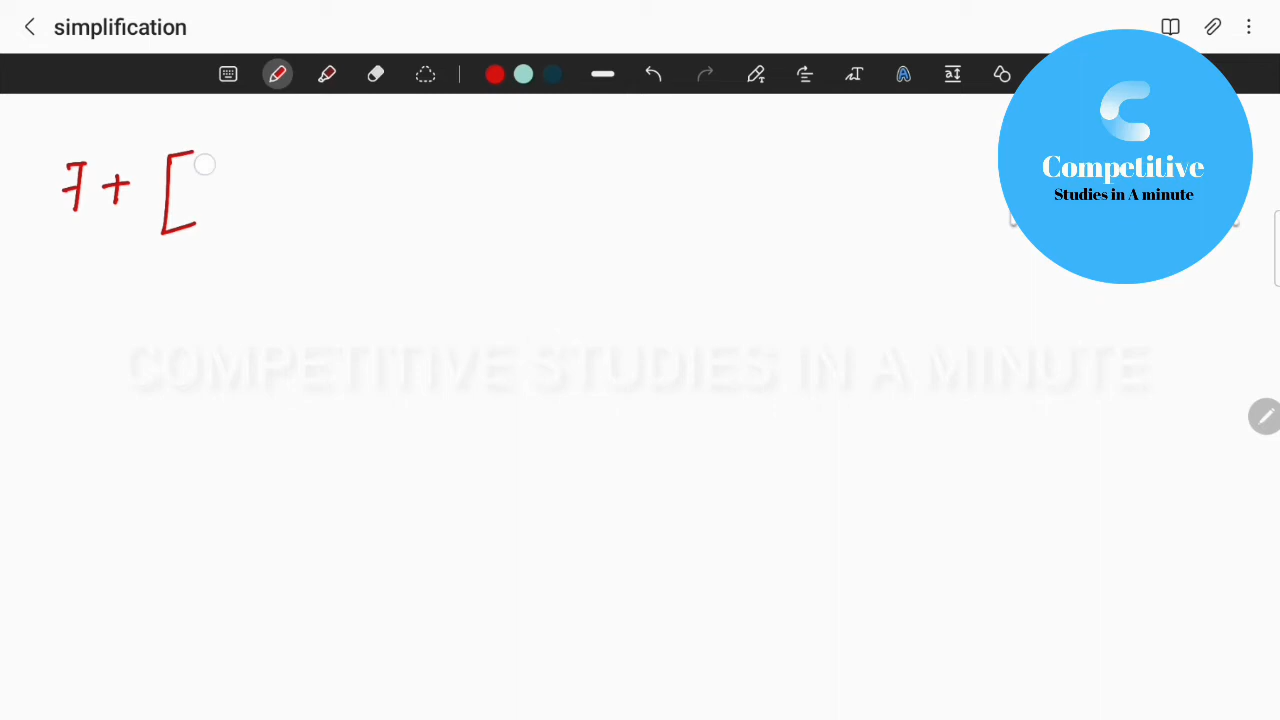 simplification
Competitive
Studies in A minute
7 + [
COMPETITIVE STUDIES IN A MINUTE